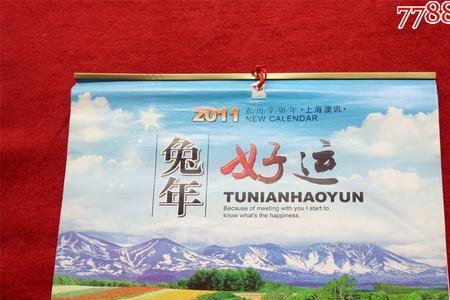 7788
2011 农·历·辛·卯·年·上海澳讯·
NEW CALENDAR
兔年
好运
TUNIANHAOYUN
Because of meeting with you I start to
know what's the happiness.